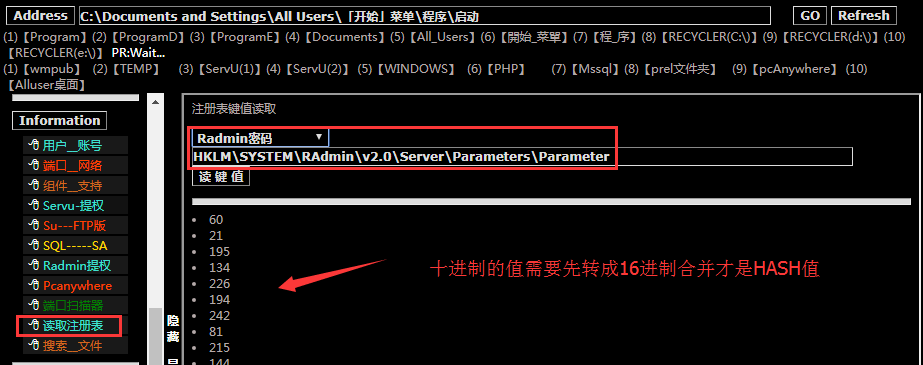 Address C:\Documents and Settings\All Users\「开始」菜单\程序\启动 GO Refresh
(1)【Program】(2)【ProgramD】(3)【ProgramE】(4)【Documents】(5)【All_Users】(6)【開始_菜單】(7)【程_序】(8)【RECYCLER(C:\)】(9)【RECYCLER(d:\)】(10)
【RECYCLER(e:\)】 PR:Wait...
(1)【wmpub】 (2)【TEMP】 (3)【ServU(1)】(4)【ServU(2)】 (5)【WINDOWS】 (6)【PHP】 (7)【Mssql】(8)【prel文件夹】 (9)【pcAnywhere】 (10)
【Alluser桌面】
Information
用户__账号
端口__网络
组件__支持
Servu-提权
Su---FTP版
SQL-----SA
Radmin提权
Pcanywhere
端口扫描器
读取注册表
搜索__文件
隐
藏
注册表键值读取
Radmin密码
HKLM\SYSTEM\RAdmin\v2.0\Server\Parameters\Parameter
读 键 值
60
21
195
134
226
194
242
81
215
十进制的值需要先转成16进制合并才是HASH值